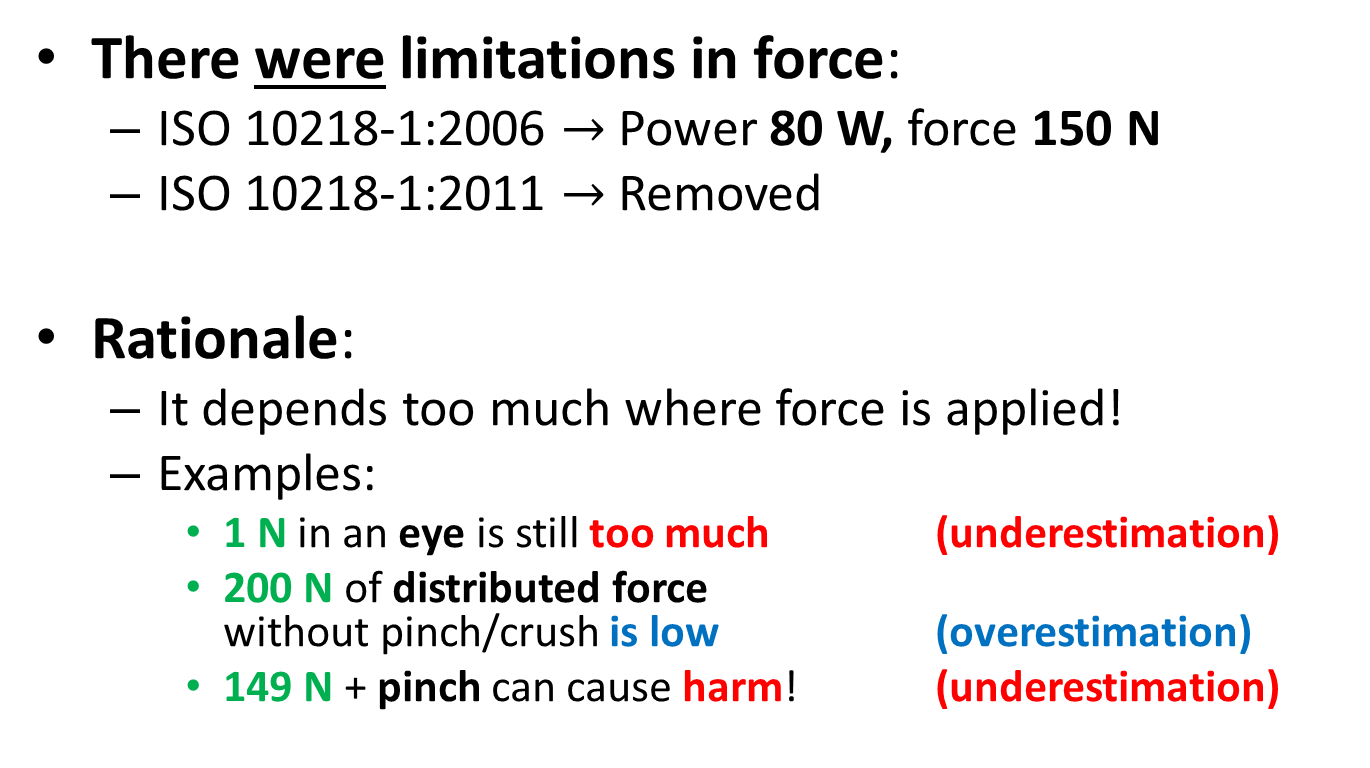 • There were limitations in force:
– ISO 10218-1:2006 → Power 80 W, force 150 N
– ISO 10218-1:2011 → Removed
• Rationale:
– It depends too much where force is applied!
– Examples:
• 1 N in an eye is still too much (underestimation)
• 200 N of distributed force
without pinch/crush is low (overestimation)
• 149 N + pinch can cause harm! (underestimation)